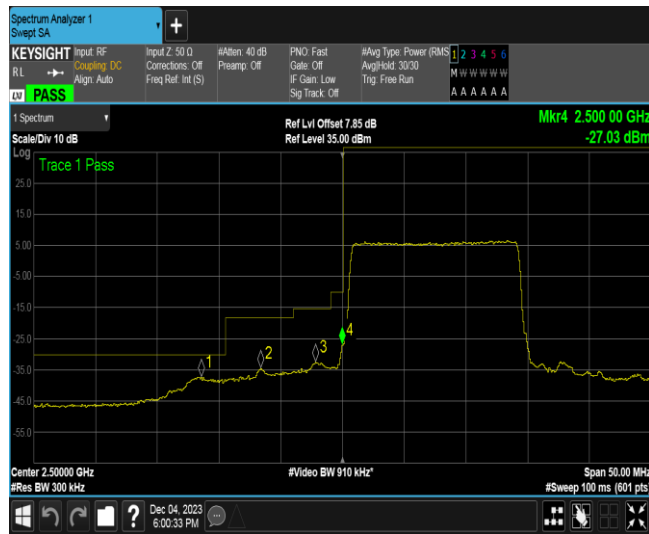 Spectrum Analyzer 1
Swept SA
KEYSIGHT
RL
LXI PASS
Input: RF
Coupling: DC
Align: Auto
Input Z: 50 Ω
Corrections: Off
Freq Ref: Int (S)
#Atten: 40 dB
Preamp: Off
PNO: Fast
Gate: Off
IF Gain: Low
Sig Track: Off
#Avg Type: Power (RMS
Avg|Hold: 30/30
Trig: Free Run
1 2 3 4 5 6
M W W W W W
A A A A A A
1 Spectrum
Scale/Div 10 dB
Log
Ref Lvl Offset 7.85 dB
Ref Level 35.00 dBm
Mkr4 2.500 00 GHz
-27.03 dBm
Trace 1 Pass
25.0
15.0
5.00
-5.00
-15.0
-25.0
-35.0
-45.0
-55.0
1
2
3
4
Center 2.50000 GHz
#Res BW 300 kHz
#Video BW 910 kHz*
Span 50.00 MHz
#Sweep 100 ms (601 pts)
?
Dec 04, 2023
6:00:33 PM